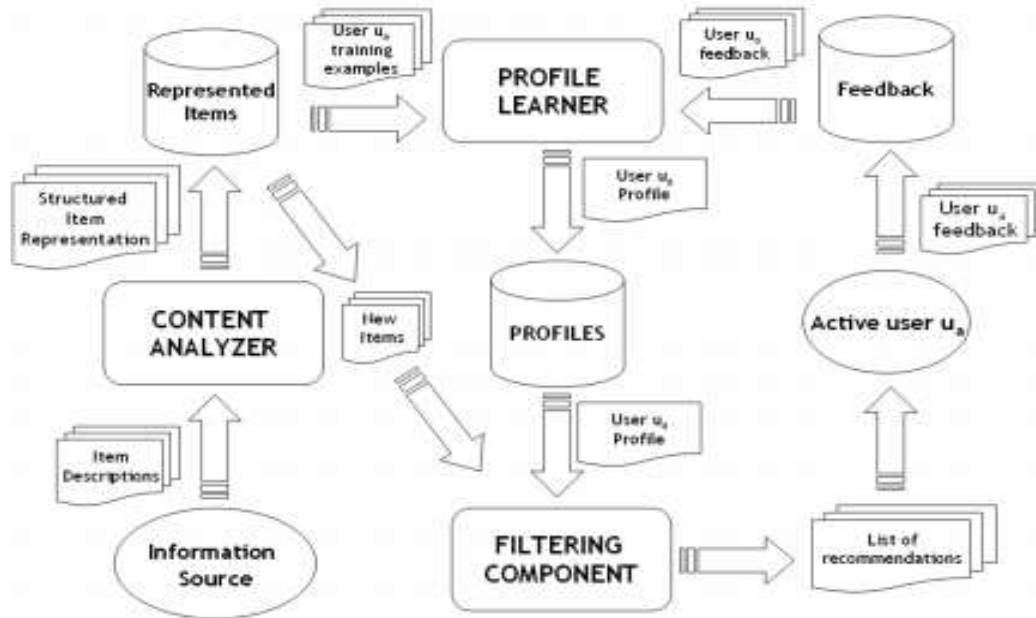 User uₐ
training
examples
User uₐ
feedback
Represented
Items
PROFILE
LEARNER
Feedback
Structured
Item
Representation
User uₐ
Profile
User uₐ
feedback
CONTENT
ANALYZER
New
Items
PROFILES
Active user uₐ
Item
Descriptions
User uₐ
Profile
Information
Source
FILTERING
COMPONENT
List of
recommendations